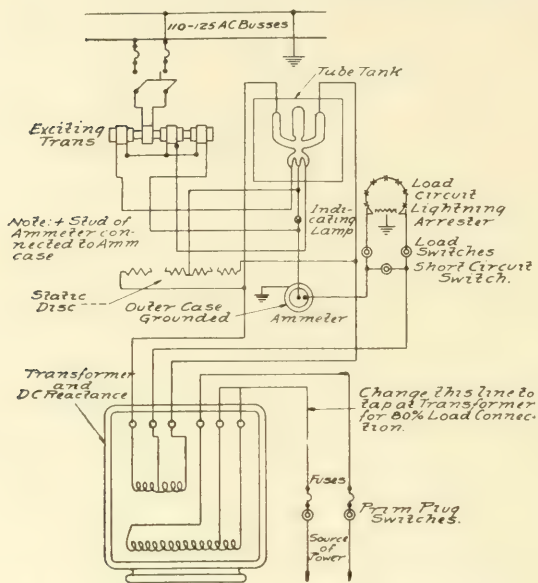 110-125 AC Busses
Tube Tank
Exciting
Trans
Note: + Stud of
Ammeter con-
nected to Amm
case
Indi-
cating
Lamp
Load
Circuit
Lightning
Arrester
Load
Switches
Short Circuit
Switch.
Static
Disc
Outer Case
Grounded
Ammeter
Transformer
and
DC Reactance
Change this line to
tap at Transformer
for 80% Load Connec-
tion.
Fuses
Prim Plug
Switches.
Source
of
Power